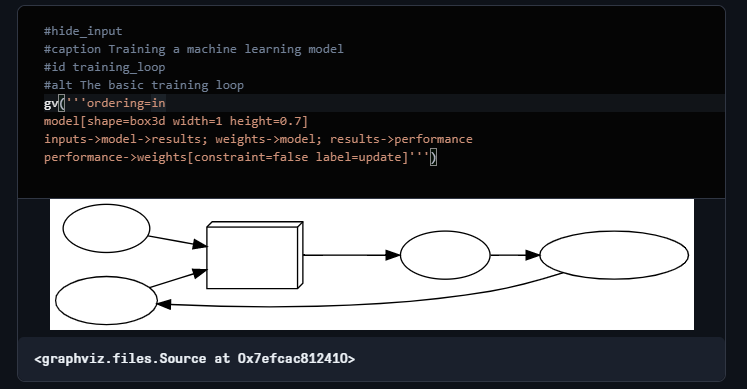 #hide_input
#caption Training a machine learning model
#id training_loop
#alt The basic training loop
gv('''ordering=in
model[shape=box3d width=1 height=0.7]
inputs->model->results; weights->model; results->performance
performance->weights[constraint=false label=update]''')
<graphviz.files.Source at 0x7efcac812410>